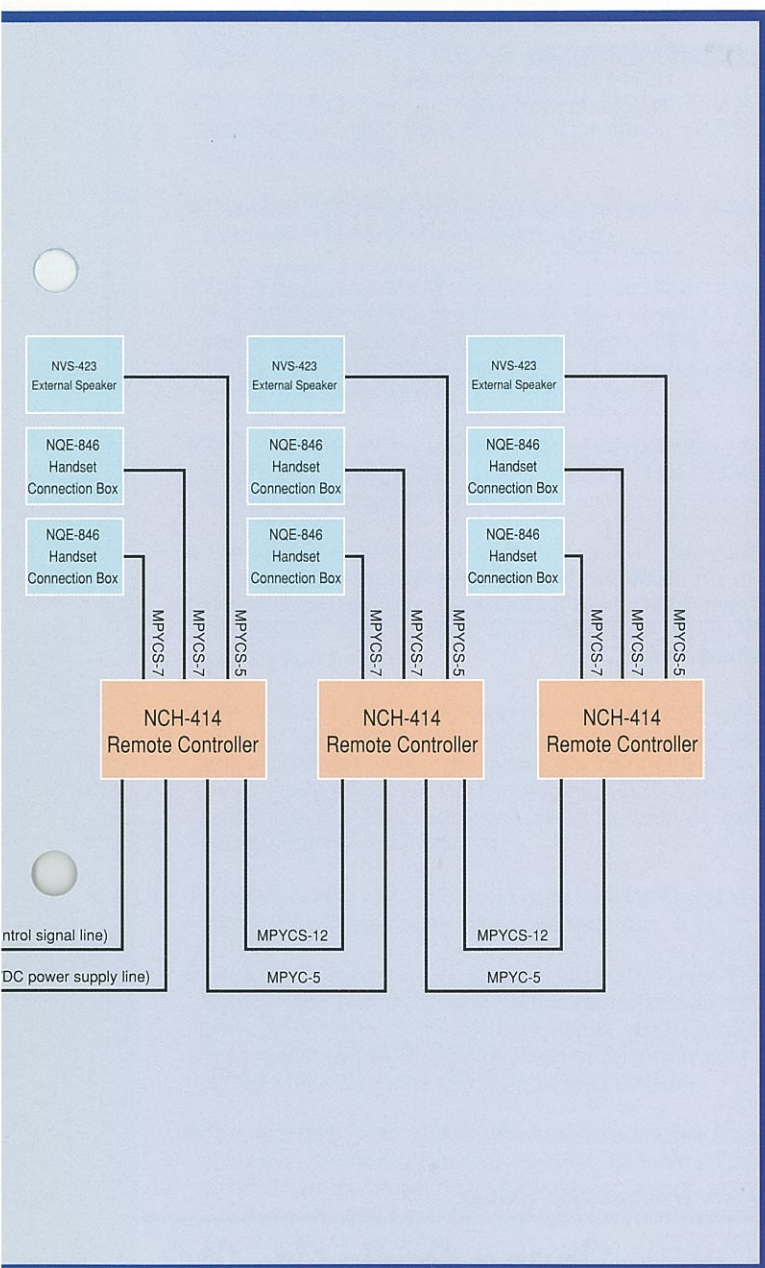 NVS-423
External Speaker
NVS-423
External Speaker
NVS-423
External Speaker
NQE-846
Handset
Connection Box
NQE-846
Handset
Connection Box
NQE-846
Handset
Connection Box
NQE-846
Handset
Connection Box
NQE-846
Handset
Connection Box
NQE-846
Handset
Connection Box
MPYCS-7
MPYCS-7
MPYCS-5
MPYCS-7
MPYCS-7
MPYCS-5
MPYCS-7
MPYCS-7
MPYCS-5
NCH-414
Remote Controller
NCH-414
Remote Controller
NCH-414
Remote Controller
ntrol signal line)
MPYCS-12
MPYCS-12
DC power supply line)
MPYC-5
MPYC-5